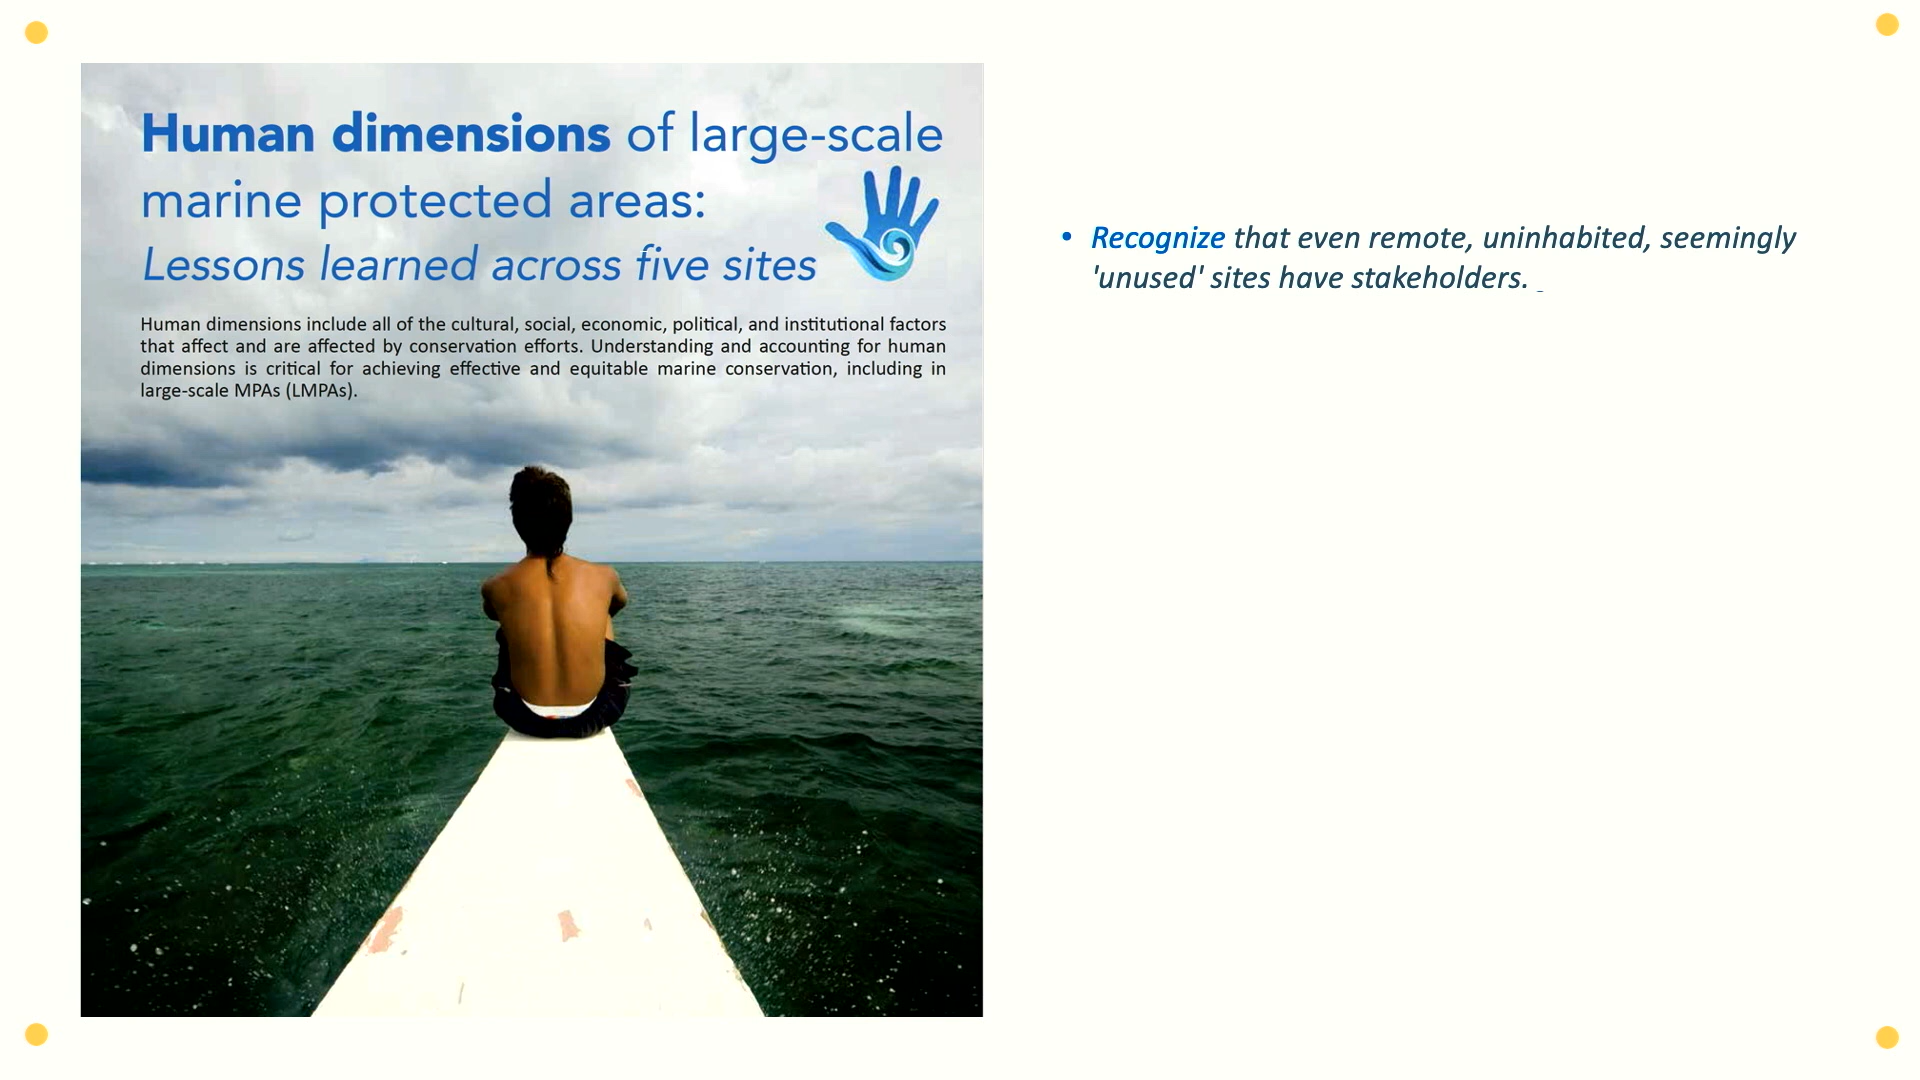 Human dimensions of large-scale
marine protected areas:
Lessons learned across five sites
Human dimensions include all of the cultural, social, economic, political, and institutional factors
that affect and are affected by conservation efforts. Understanding and accounting for human
dimensions is critical for achieving effective and equitable marine conservation, including in
large-scale MPAs (LMPAs).
• Recognize that even remote, uninhabited, seemingly
'unused' sites have stakeholders. _